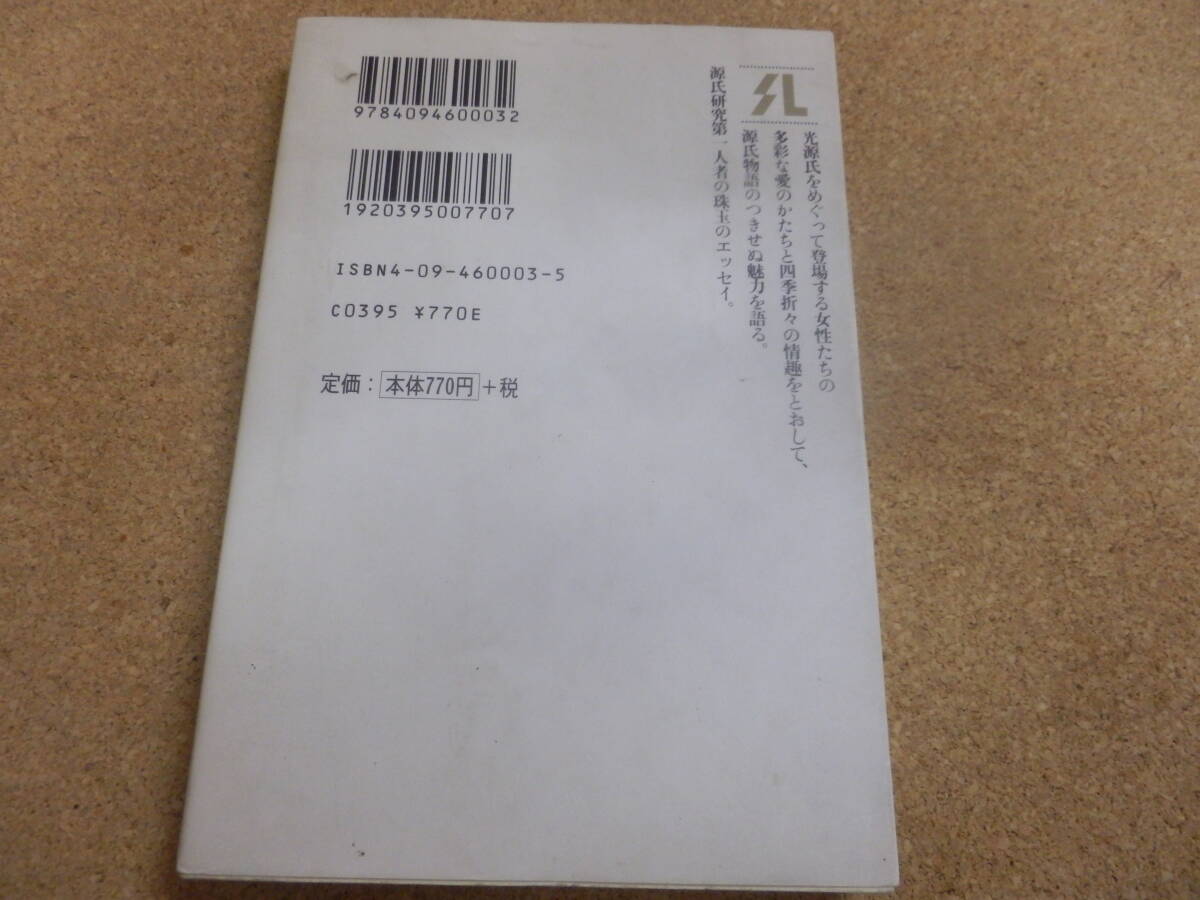 SL
光源氏をめぐって登場する女性たちの
多彩な愛のかたちと四季折々の情趣をとおして、
源氏物語のつきせぬ魅力を語る。
源氏研究第一人者の珠玉のエッセイ。
9784094600032
1920395007707
ISBN4-09-460003-5
C0395 ¥770E
定価：本体770円＋税